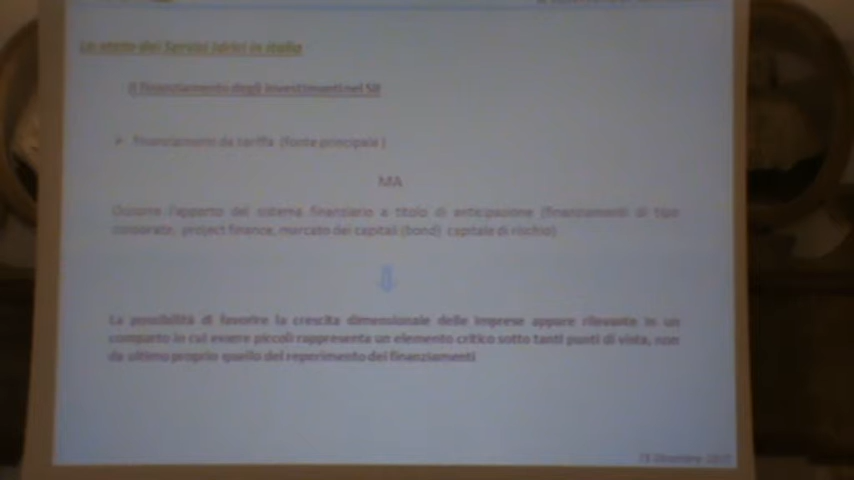 Lo stato dei Servizi Idrici in Italia
Il finanziamento degli investimenti nel SII
➢ Finanziamento da tariffa (fonte principale)
MA
Occorre l'apporto del sistema finanziario a titolo di anticipazione (finanziamenti di tipo
corporate, project finance, mercato dei capitali (bond) capitale di rischio)
La possibilità di favorire la crescita dimensionale delle imprese appare rilevante in un
comparto in cui essere piccoli rappresenta un elemento critico sotto tanti punti di vista, non
da ultimo proprio quello del reperimento dei finanziamenti